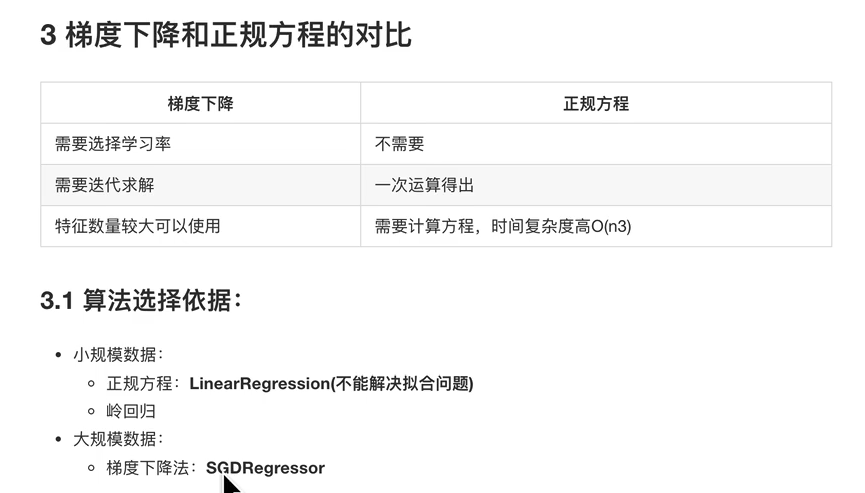 3 梯度下降和正规方程的对比
梯度下降 正规方程
需要选择学习率 不需要
需要迭代求解 一次运算得出
特征数量较大可以使用 需要计算方程，时间复杂度高O(n3)
3.1 算法选择依据：
小规模数据：
正规方程：LinearRegression(不能解决拟合问题)
岭回归
大规模数据：
梯度下降法：SGDRegressor